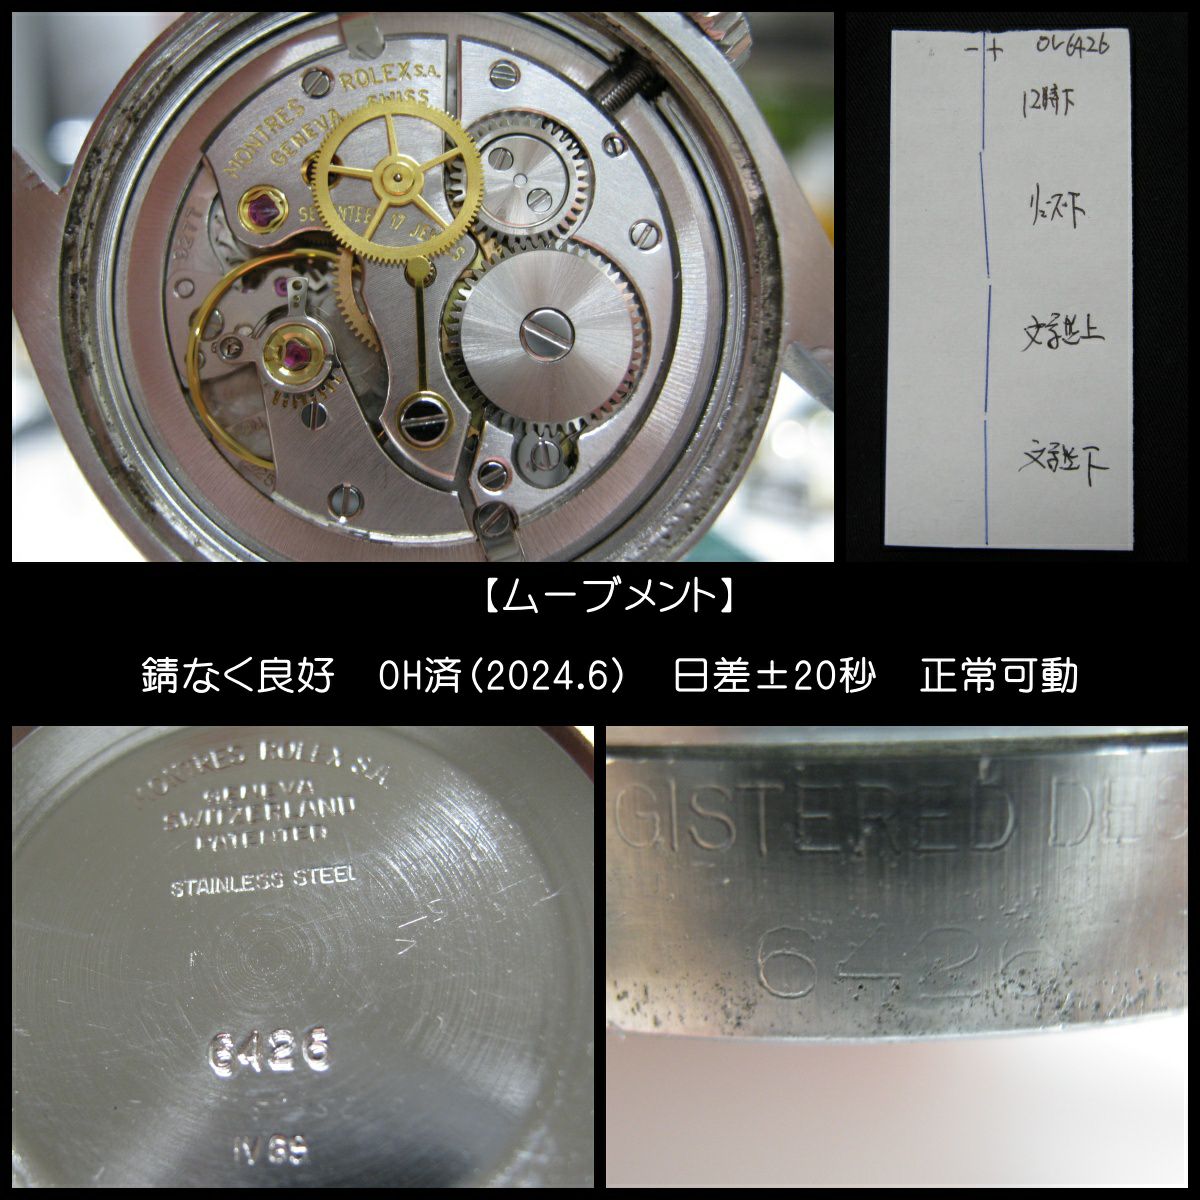 MONTRES ROLEX S.A.
GENEVA SWISS
SEVENTEEN 17 JEWELS
- + OV6426
12時下
リューズ下
文字盤上
文字盤下
【ムーブメント】
錆なく良好 OH済(2024.6) 日差±20秒 正常可動
MONTRES ROLEX S.A
GENEVA
SWITZERLAND
PATENTED
STAINLESS STEEL
6426
GISTERED DES
6426